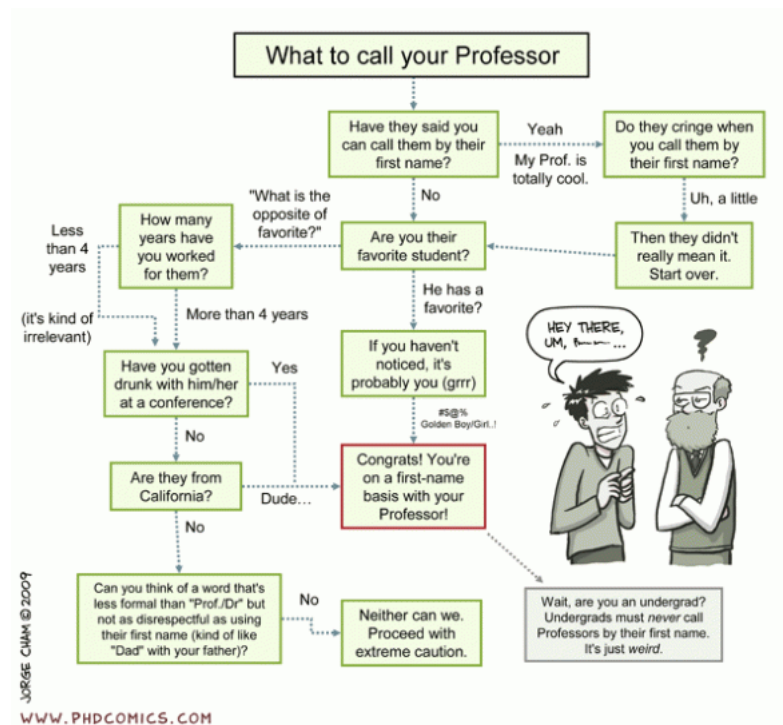 What to call your Professor
Have they said you
can call them by their
first name?
Yeah
My Prof. is
totally cool.
Do they cringe when
you call them by
their first name?
Uh, a little
Then they didn't
really mean it.
Start over.
No
Are you their
favorite student?
"What is the
opposite of
favorite?"
How many
years have
you worked
for them?
Less
than 4
years
(it's kind of
irrelevant)
More than 4 years
He has a
favorite?
If you haven't
noticed, it's
probably you (grrr)
#$@%
Golden Boy/Girl..!
Have you gotten
drunk with him/her
at a conference?
Yes
No
Are they from
California?
Dude...
Congrats! You're
on a first-name
basis with your
Professor!
No
Can you think of a word that's
less formal than "Prof./Dr" but
not as disrespectful as using
their first name (kind of like
"Dad" with your father)?
No
Neither can we.
Proceed with
extreme caution.
Wait, are you an undergrad?
Undergrads must never call
Professors by their first name.
It's just weird.
HEY THERE,
UM,
?
JORGE CHAM © 2009
WWW.PHDCOMICS.COM